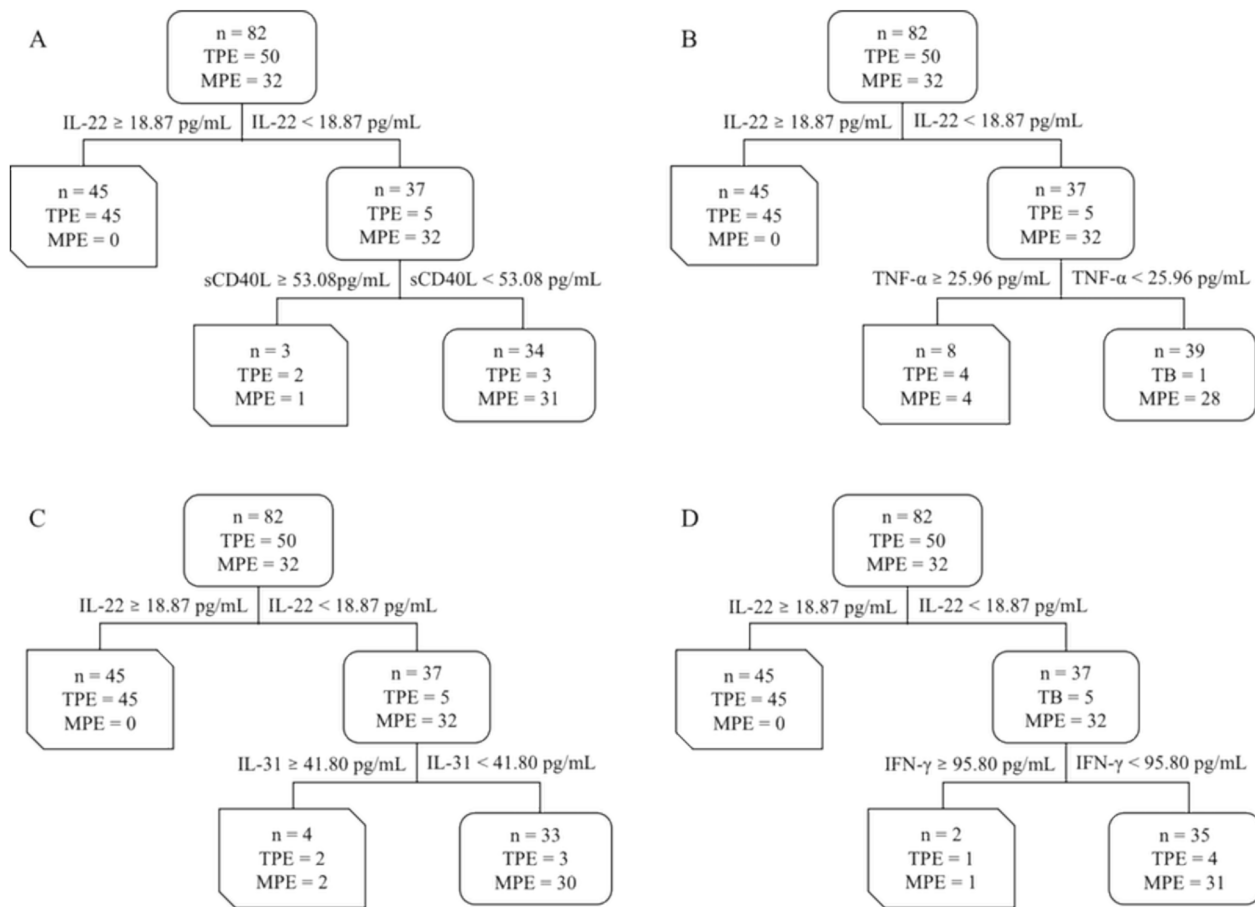 A
n = 82
TPE = 50
MPE = 32
IL-22 ≥ 18.87 pg/mL
IL-22 < 18.87 pg/mL
n = 45
TPE = 45
MPE = 0
n = 37
TPE = 5
MPE = 32
sCD40L ≥ 53.08pg/mL
sCD40L < 53.08 pg/mL
n = 3
TPE = 2
MPE = 1
n = 34
TPE = 3
MPE = 31
B
n = 82
TPE = 50
MPE = 32
IL-22 ≥ 18.87 pg/mL
IL-22 < 18.87 pg/mL
n = 45
TPE = 45
MPE = 0
n = 37
TPE = 5
MPE = 32
TNF-α ≥ 25.96 pg/mL
TNF-α < 25.96 pg/mL
n = 8
TPE = 4
MPE = 4
n = 39
TB = 1
MPE = 28
C
n = 82
TPE = 50
MPE = 32
IL-22 ≥ 18.87 pg/mL
IL-22 < 18.87 pg/mL
n = 45
TPE = 45
MPE = 0
n = 37
TPE = 5
MPE = 32
IL-31 ≥ 41.80 pg/mL
IL-31 < 41.80 pg/mL
n = 4
TPE = 2
MPE = 2
n = 33
TPE = 3
MPE = 30
D
n = 82
TPE = 50
MPE = 32
IL-22 ≥ 18.87 pg/mL
IL-22 < 18.87 pg/mL
n = 45
TPE = 45
MPE = 0
n = 37
TB = 5
MPE = 32
IFN-γ ≥ 95.80 pg/mL
IFN-γ < 95.80 pg/mL
n = 2
TPE = 1
MPE = 1
n = 35
TPE = 4
MPE = 31